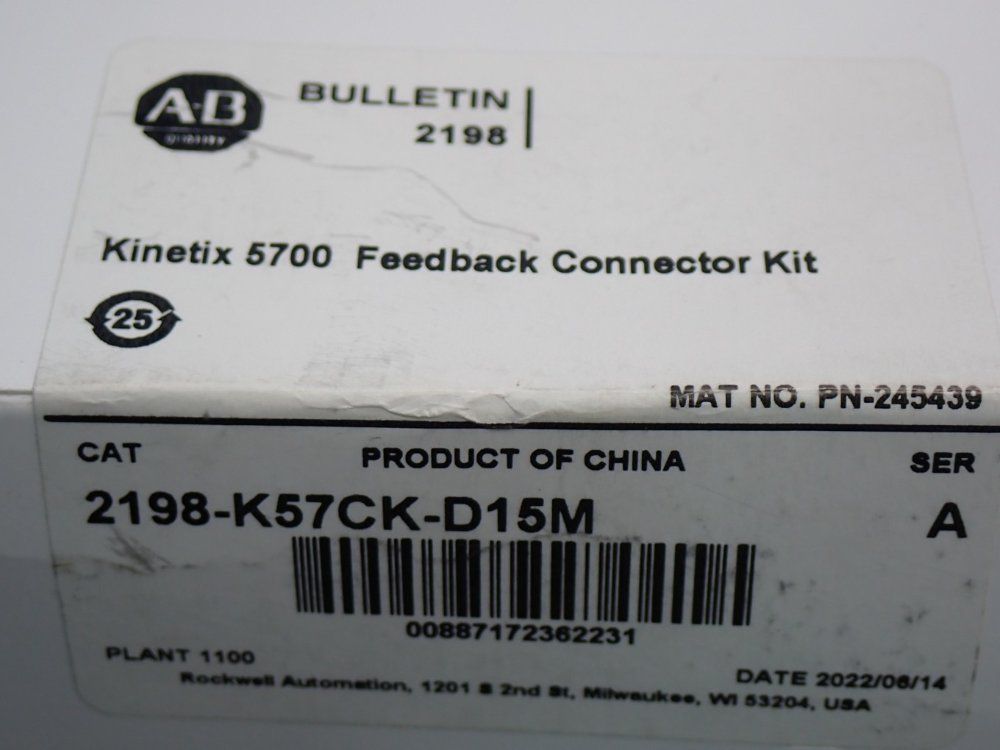 A-B
QUALITY
BULLETIN
2198
Kinetix 5700 Feedback Connector Kit
25
MAT NO. PN-245439
CAT
PRODUCT OF CHINA
SER
2198-K57CK-D15M
A
00887172362231
PLANT 1100
DATE 2022/06/14
Rockwell Automation, 1201 S 2nd St, Milwaukee, WI 53204, USA